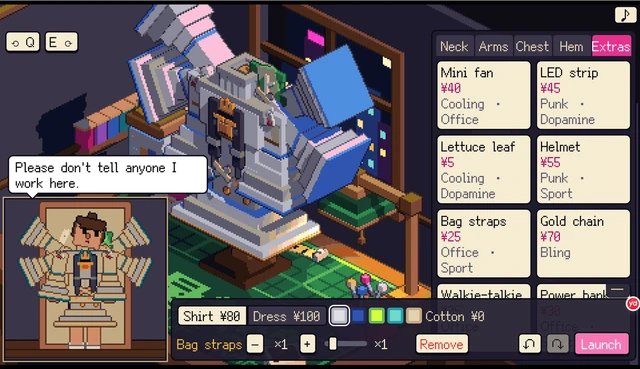 Q
E
Neck Arms Chest Hem Extras
Mini fan
¥40
Cooling ·
Office
LED strip
¥45
Punk ·
Dopamine
Lettuce leaf
¥5
Cooling ·
Dopamine
Helmet
¥55
Punk ·
Sport
Bag straps
¥25
Office ·
Sport
Gold chain
¥70
Bling
Walkie-talkie
Power bank
Please don't tell anyone I
work here.
Shirt ¥80 Dress ¥100 Cotton ¥0
Bag straps − ×1 + ×1 Remove
Launch